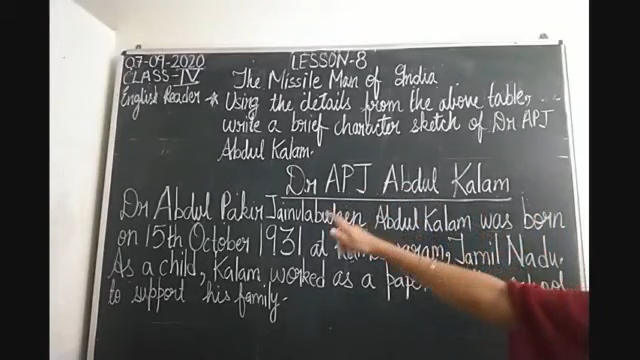 07-09-2020 LESSON-8
CLASS-IV The Missile Man of India
English Reader * Using the details from the above table,
write a brief character sketch of Dr APJ
Abdul Kalam.
Dr APJ Abdul Kalam
Dr Abdul Pakir Jainulabdeen Abdul Kalam was born
on 15th October 1931 at Tamil Nadu.
As a child, Kalam worked as a
to support his family.